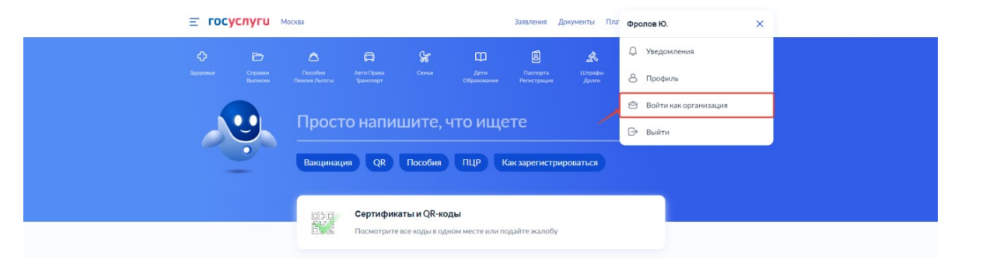 госуслуги Москва Заявления Документы Пла
Фролов Ю.
Уведомления
Профиль
Войти как организация
Выйти
Здоровье
Справки
Выписки
Пособия
Пенсия Льготы
Авто Права
Транспорт
Семья
Дети
Образование
Паспорта
Регистрация
Штрафы
Долги
Просто напишите, что ищете
Вакцинация QR Пособия ПЦР Как зарегистрироваться
Сертификаты и QR-коды
Посмотрите все коды в одном месте или подайте жалобу